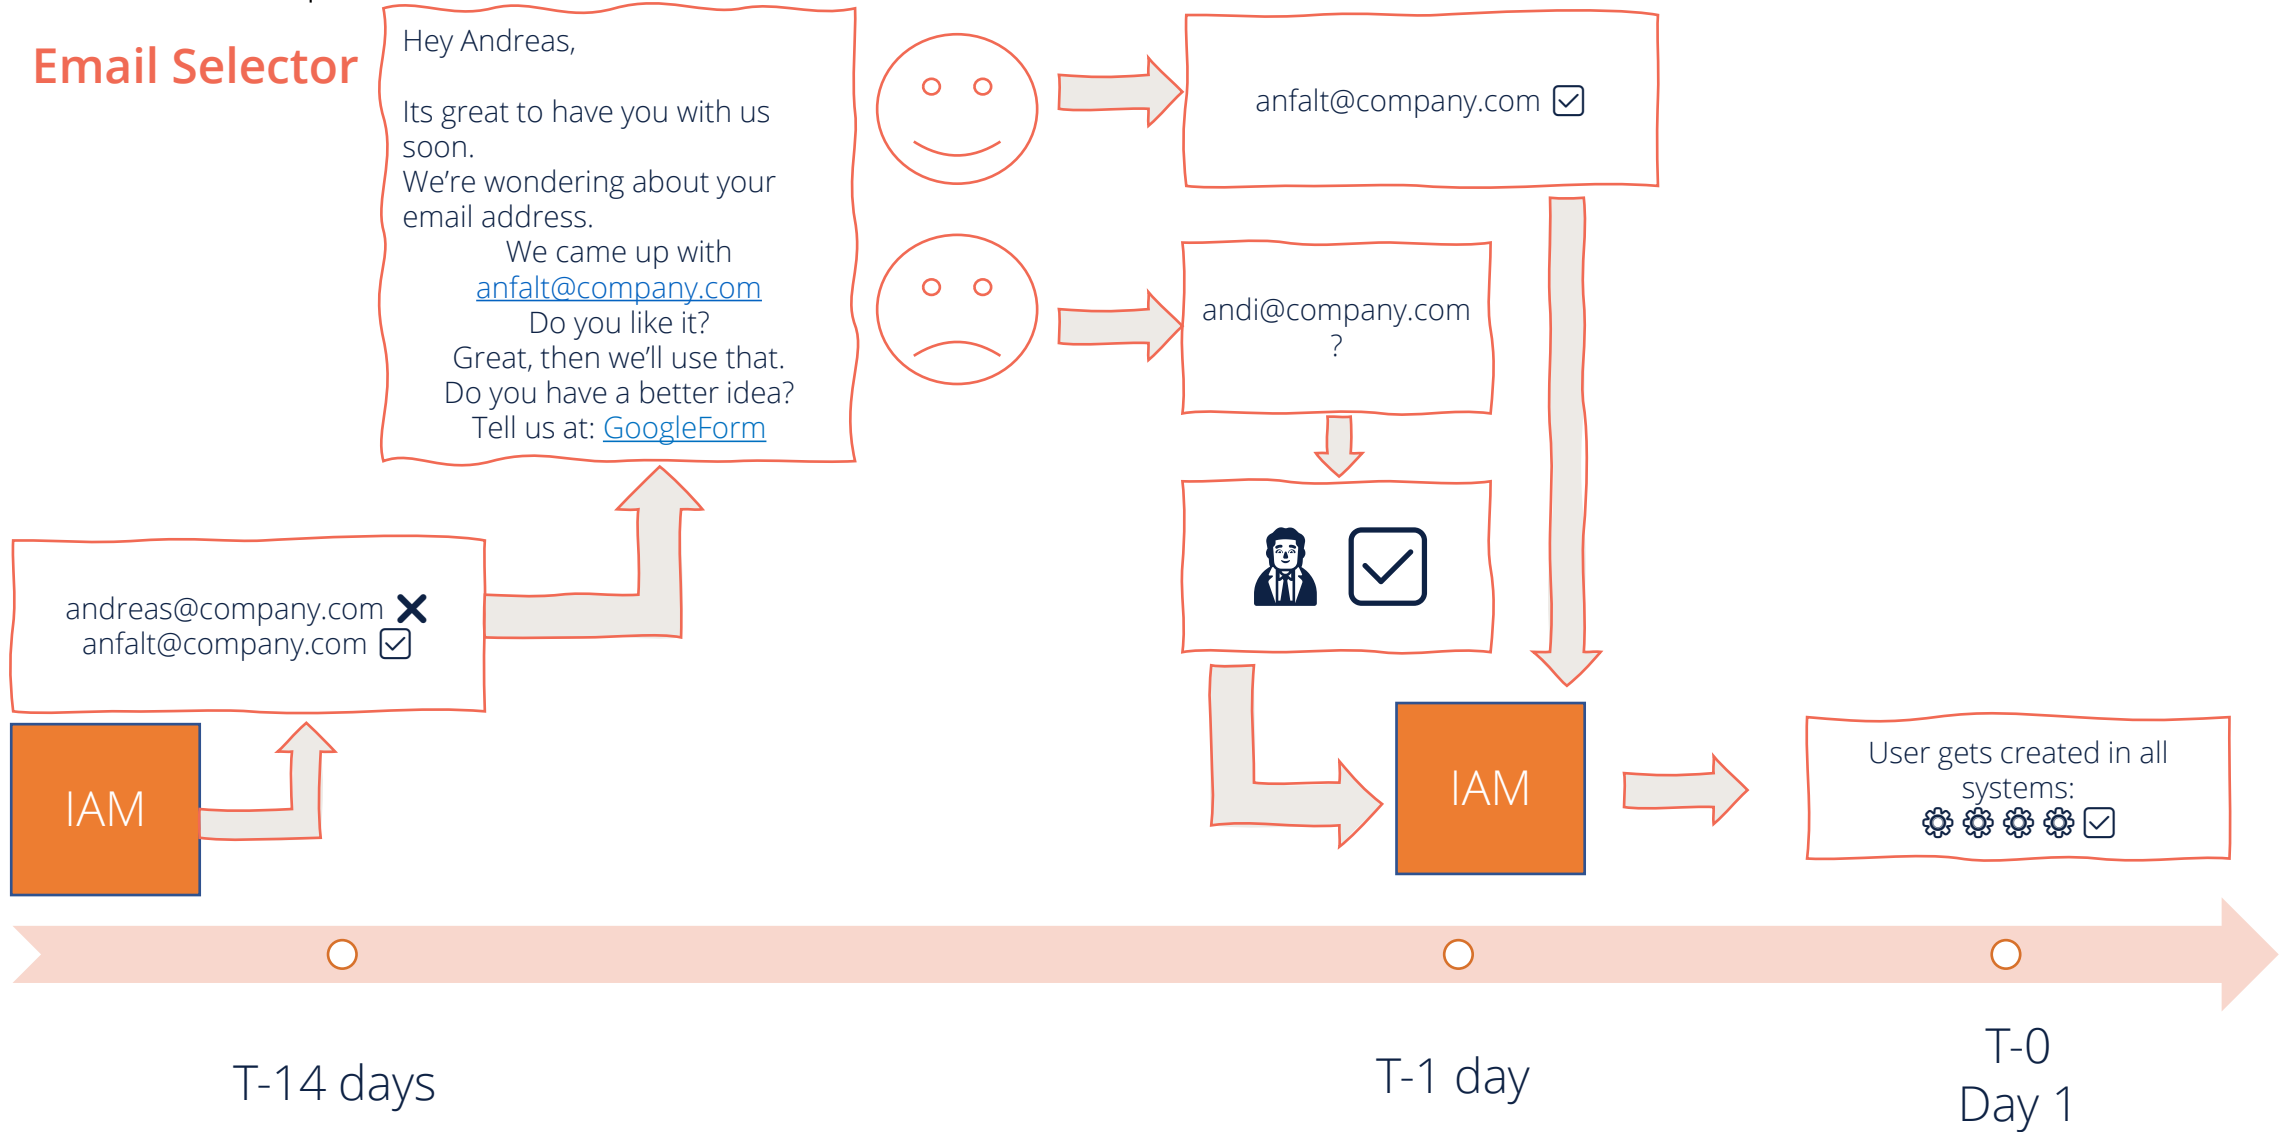 Email Selector
Hey Andreas,
Its great to have you with us
soon.
We're wondering about your
email address.
We came up with
anfalt@company.com
Do you like it?
Great, then we'll use that.
Do you have a better idea?
Tell us at: GoogleForm
anfalt@company.com
andi@company.com
?
andreas@company.com
anfalt@company.com
IAM
IAM
User gets created in all
systems:
T-14 days
T-1 day
T-0
Day 1